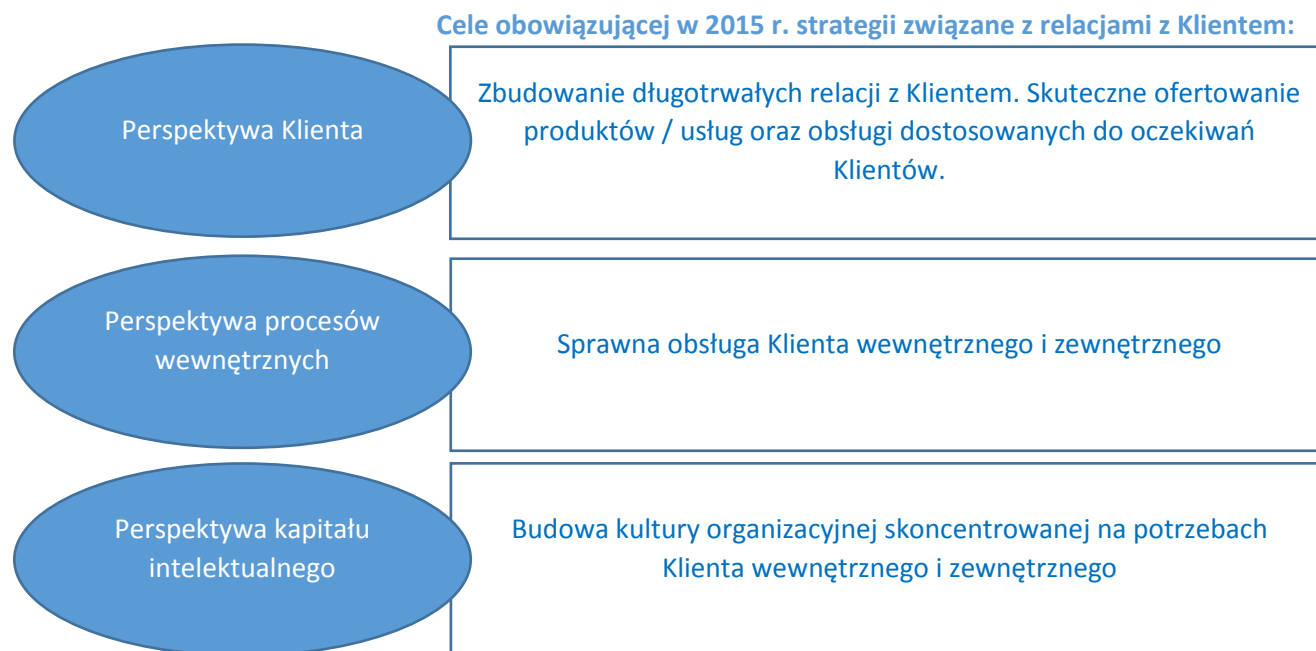 Cele obowiązującej w 2015 r. strategii związane z relacjami z Klientem:
Perspektywa Klienta
Zbudowanie długotrwałych relacji z Klientem. Skuteczne ofertowanie
produktów / usług oraz obsługi dostosowanych do oczekiwań
Klientów.
Perspektywa procesów
wewnętrznych
Sprawna obsługa Klienta wewnętrznego i zewnętrznego
Perspektywa kapitału
intelektualnego
Budowa kultury organizacyjnej skoncentrowanej na potrzebach
Klienta wewnętrznego i zewnętrznego